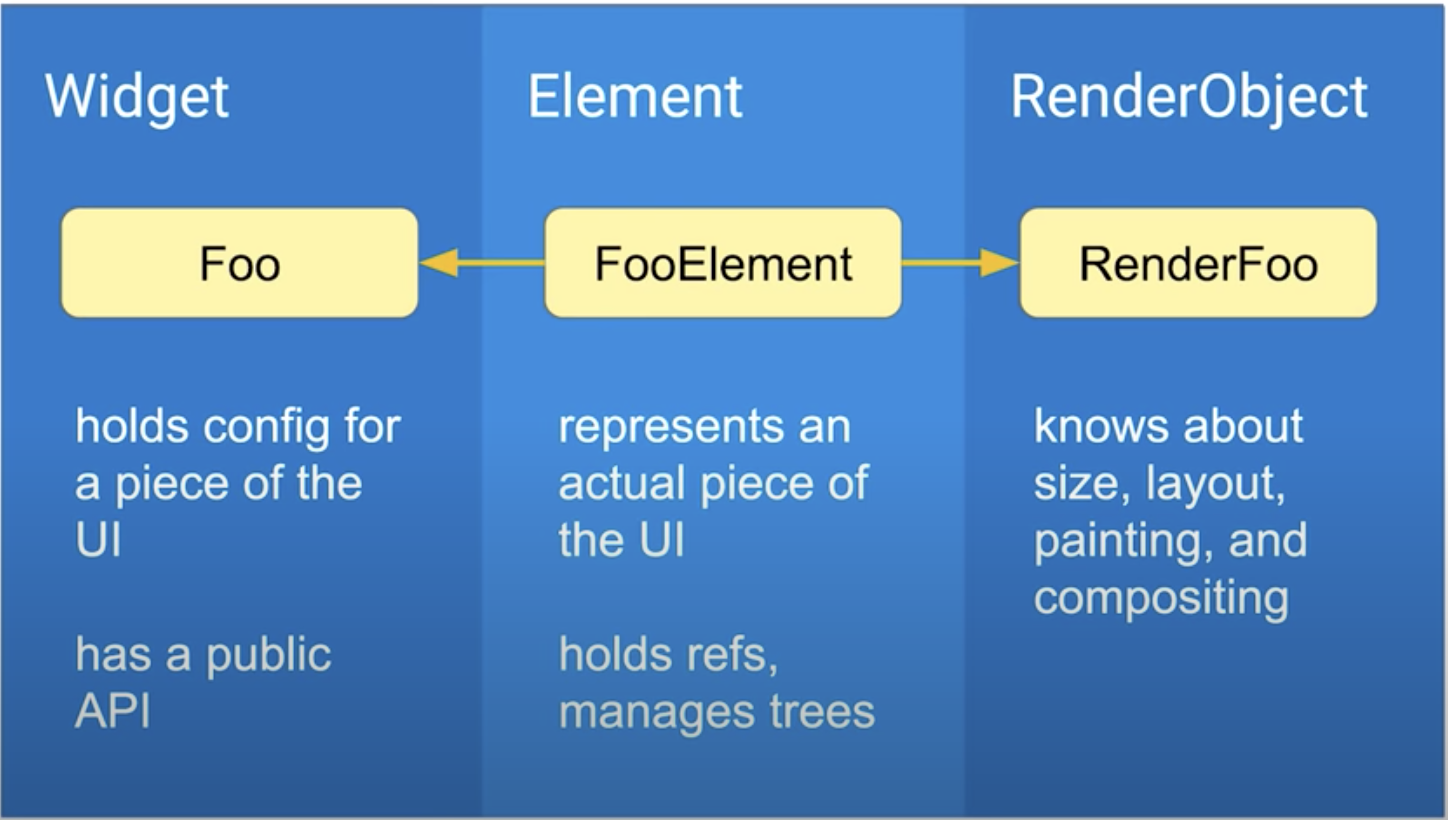 Widget
Element
RenderObject
Foo
FooElement
RenderFoo
holds config for
a piece of the
UI
has a public
API
represents an
actual piece of
the UI
holds refs,
manages trees
knows about
size, layout,
painting, and
compositing